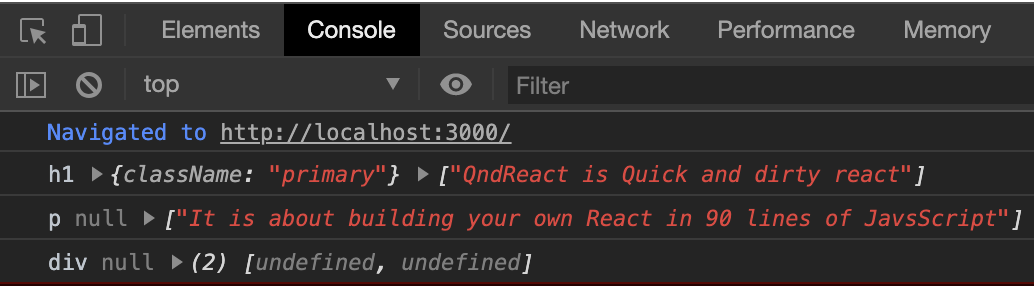 Elements Console Sources Network Performance Memory
top ▼ Filter
Navigated to http://localhost:3000/
h1 ▶{className: "primary"} ▶["QndReact is Quick and dirty react"]
p null ▶["It is about building your own React in 90 lines of JavsScript"]
div null ▶(2) [undefined, undefined]